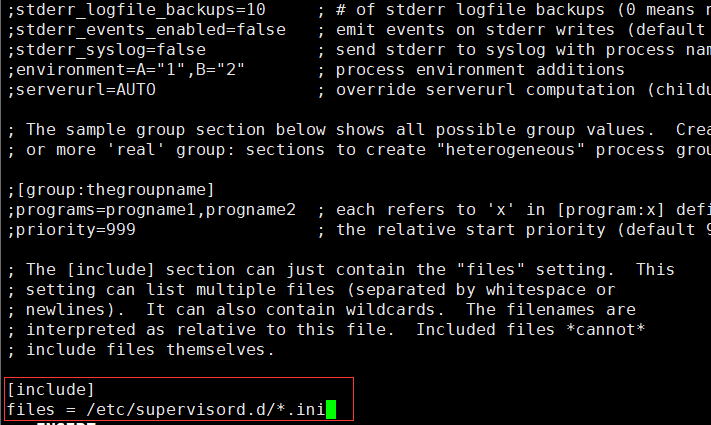 ;stderr_logfile_backups=10     ; # of stderr logfile backups (0 means n
;stderr_events_enabled=false   ; emit events on stderr writes (default
;stderr_syslog=false           ; send stderr to syslog with process nam
;environment=A="1",B="2"       ; process environment additions
;serverurl=AUTO                ; override serverurl computation (childu
; The sample group section below shows all possible group values.  Crea
; or more 'real' group: sections to create "heterogeneous" process grou
;[group:thegroupname]
;programs=progname1,progname2  ; each refers to 'x' in [program:x] defi
;priority=999                  ; the relative start priority (default 9
; The [include] section can just contain the "files" setting.  This
; setting can list multiple files (separated by whitespace or
; newlines).  It can also contain wildcards.  The filenames are
; interpreted as relative to this file.  Included files *cannot*
; include files themselves.
[include]
files = /etc/supervisord.d/*.ini